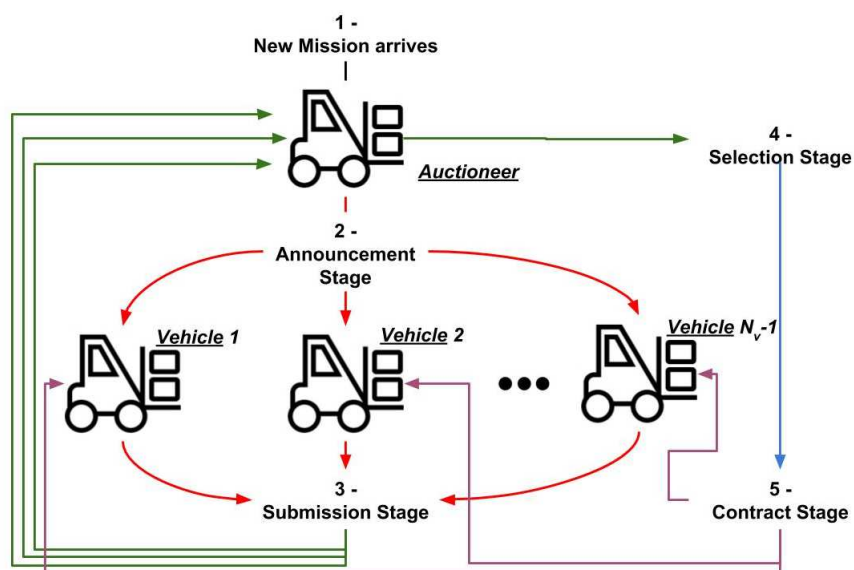 1 -
New Mission arrives
4 -
Selection Stage
Auctioneer
2 -
Announcement
Stage
Vehicle 1
Vehicle 2
Vehicle Nᵥ-1
3 -
Submission Stage
5 -
Contract Stage